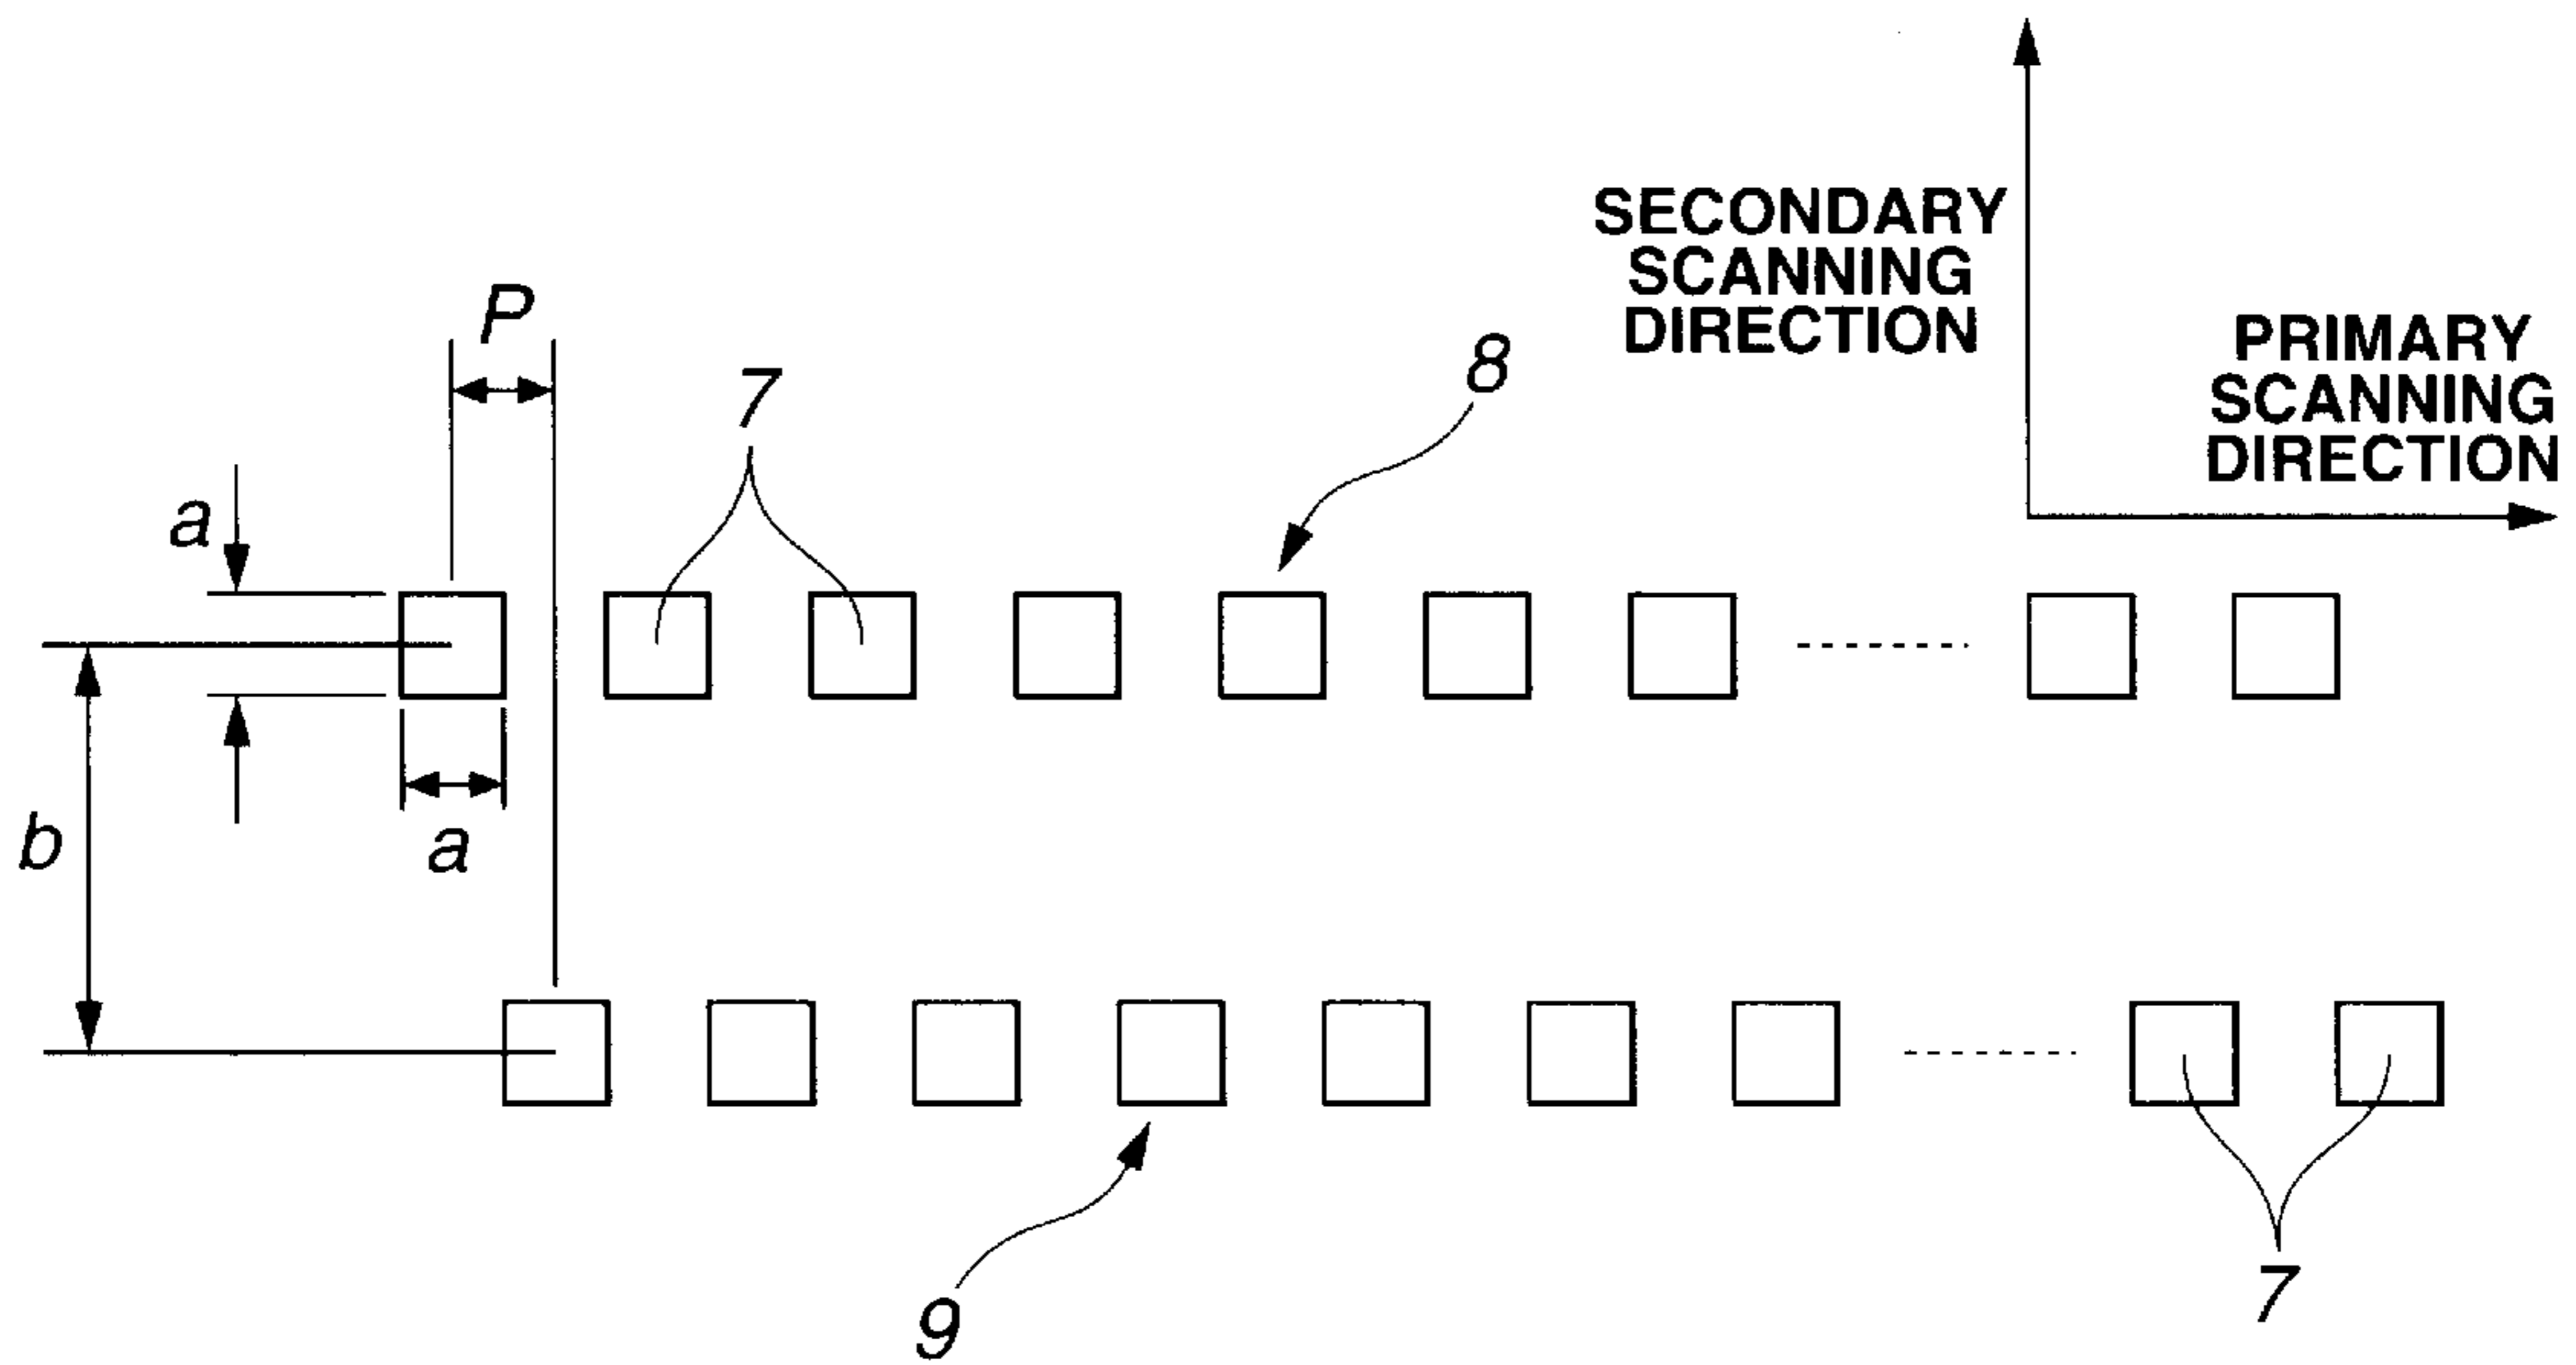 SECONDARY
SCANNING
DIRECTION
PRIMARY
SCANNING
DIRECTION
P
7
8
a
b
a
9
7